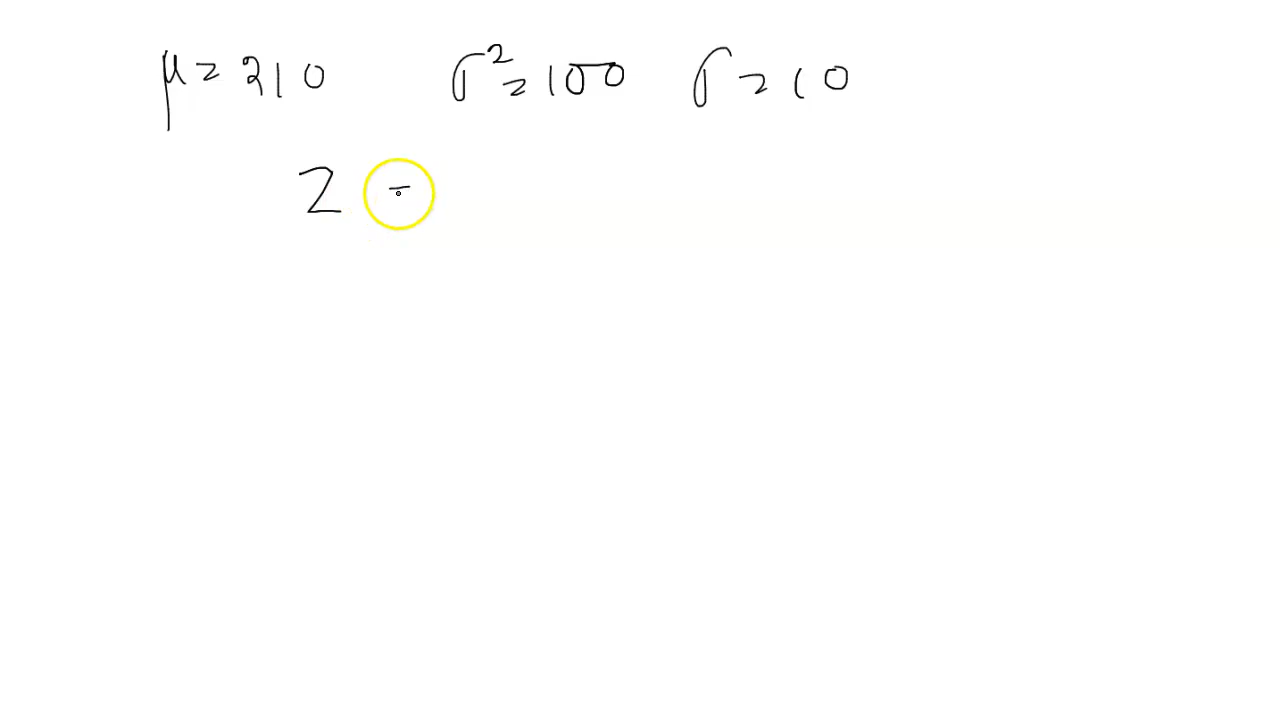 μ = 210 σ² = 100 σ = 10
Z =